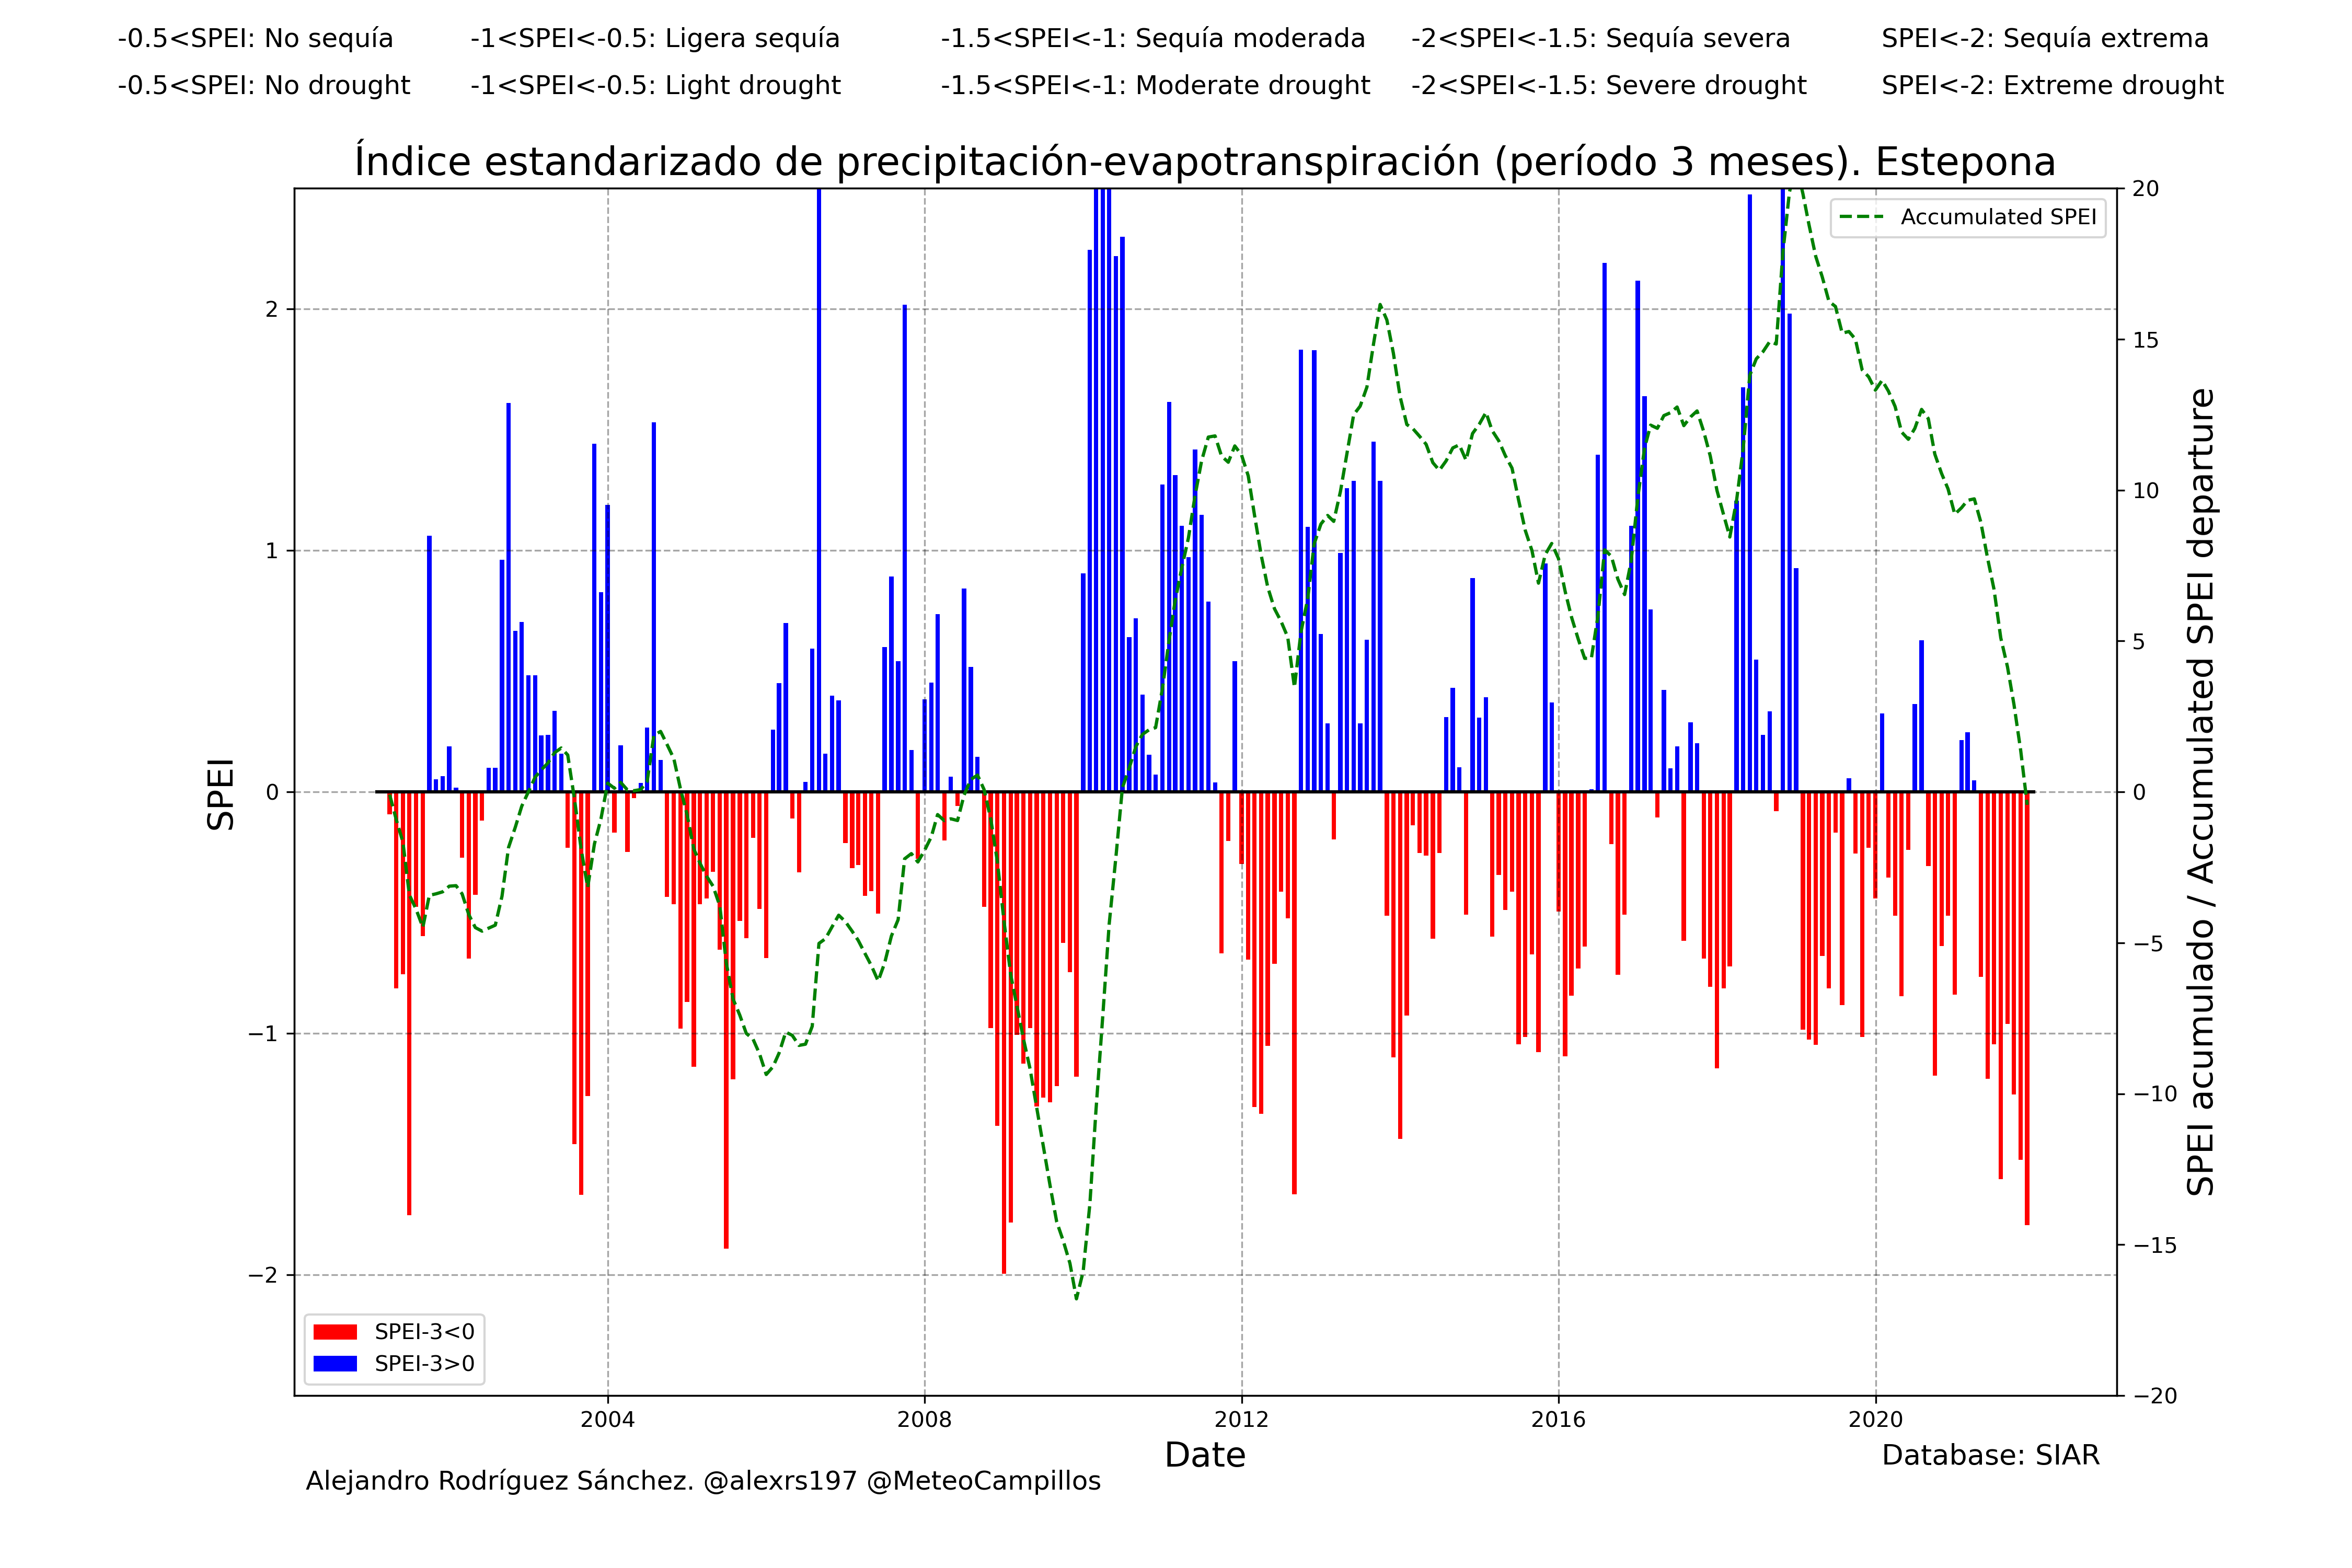 -0.5<SPEI: No sequía -1<SPEI<-0.5: Ligera sequía -1.5<SPEI<-1: Sequía moderada -2<SPEI<-1.5: Sequía severa SPEI<-2: Sequía extrema
-0.5<SPEI: No drought -1<SPEI<-0.5: Light drought -1.5<SPEI<-1: Moderate drought -2<SPEI<-1.5: Severe drought SPEI<-2: Extreme drought
Índice estandarizado de precipitación-evapotranspiración (período 3 meses). Estepona
Accumulated SPEI
SPEI
2
1
0
−1
−2
20
15
10
5
0
−5
−10
−15
−20
SPEI acumulado / Accumulated SPEI departure
SPEI-3<0
SPEI-3>0
2004 2008 2012 2016 2020
Date
Database: SIAR
Alejandro Rodríguez Sánchez. @alexrs197 @MeteoCampillos